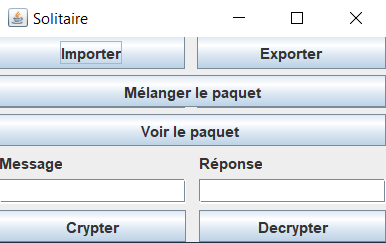 Solitaire
Importer Exporter
Mélanger le paquet
Voir le paquet
Message Réponse
Crypter Decrypter